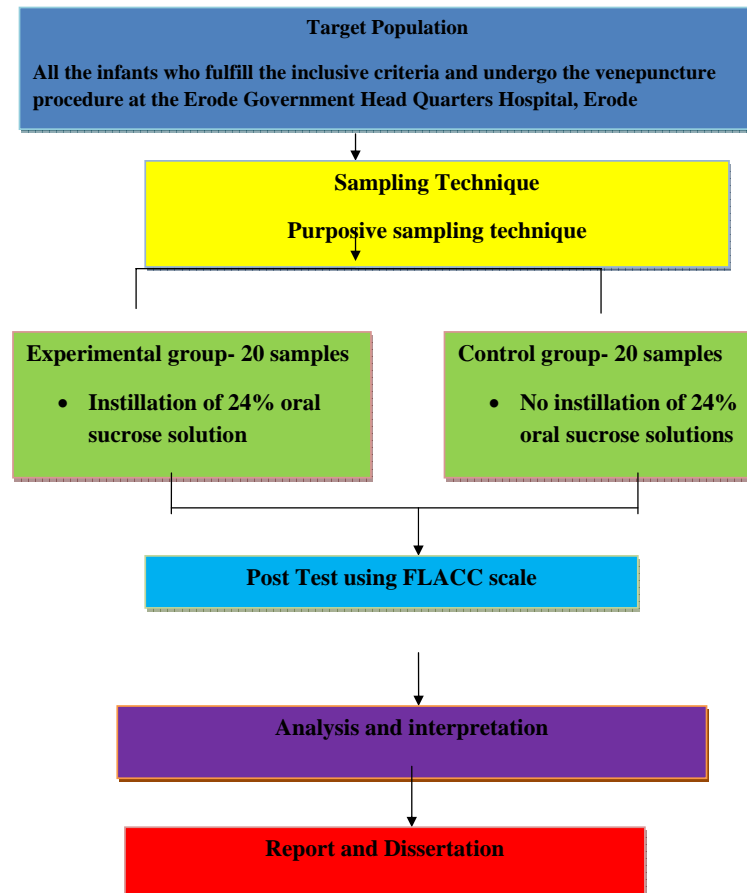 Target Population
All the infants who fulfill the inclusive criteria and undergo the venepuncture
procedure at the Erode Government Head Quarters Hospital, Erode
Sampling Technique
Purposive sampling technique
Experimental group- 20 samples
• Instillation of 24% oral
sucrose solution
Control group- 20 samples
• No instillation of 24%
oral sucrose solutions
Post Test using FLACC scale
Analysis and interpretation
Report and Dissertation